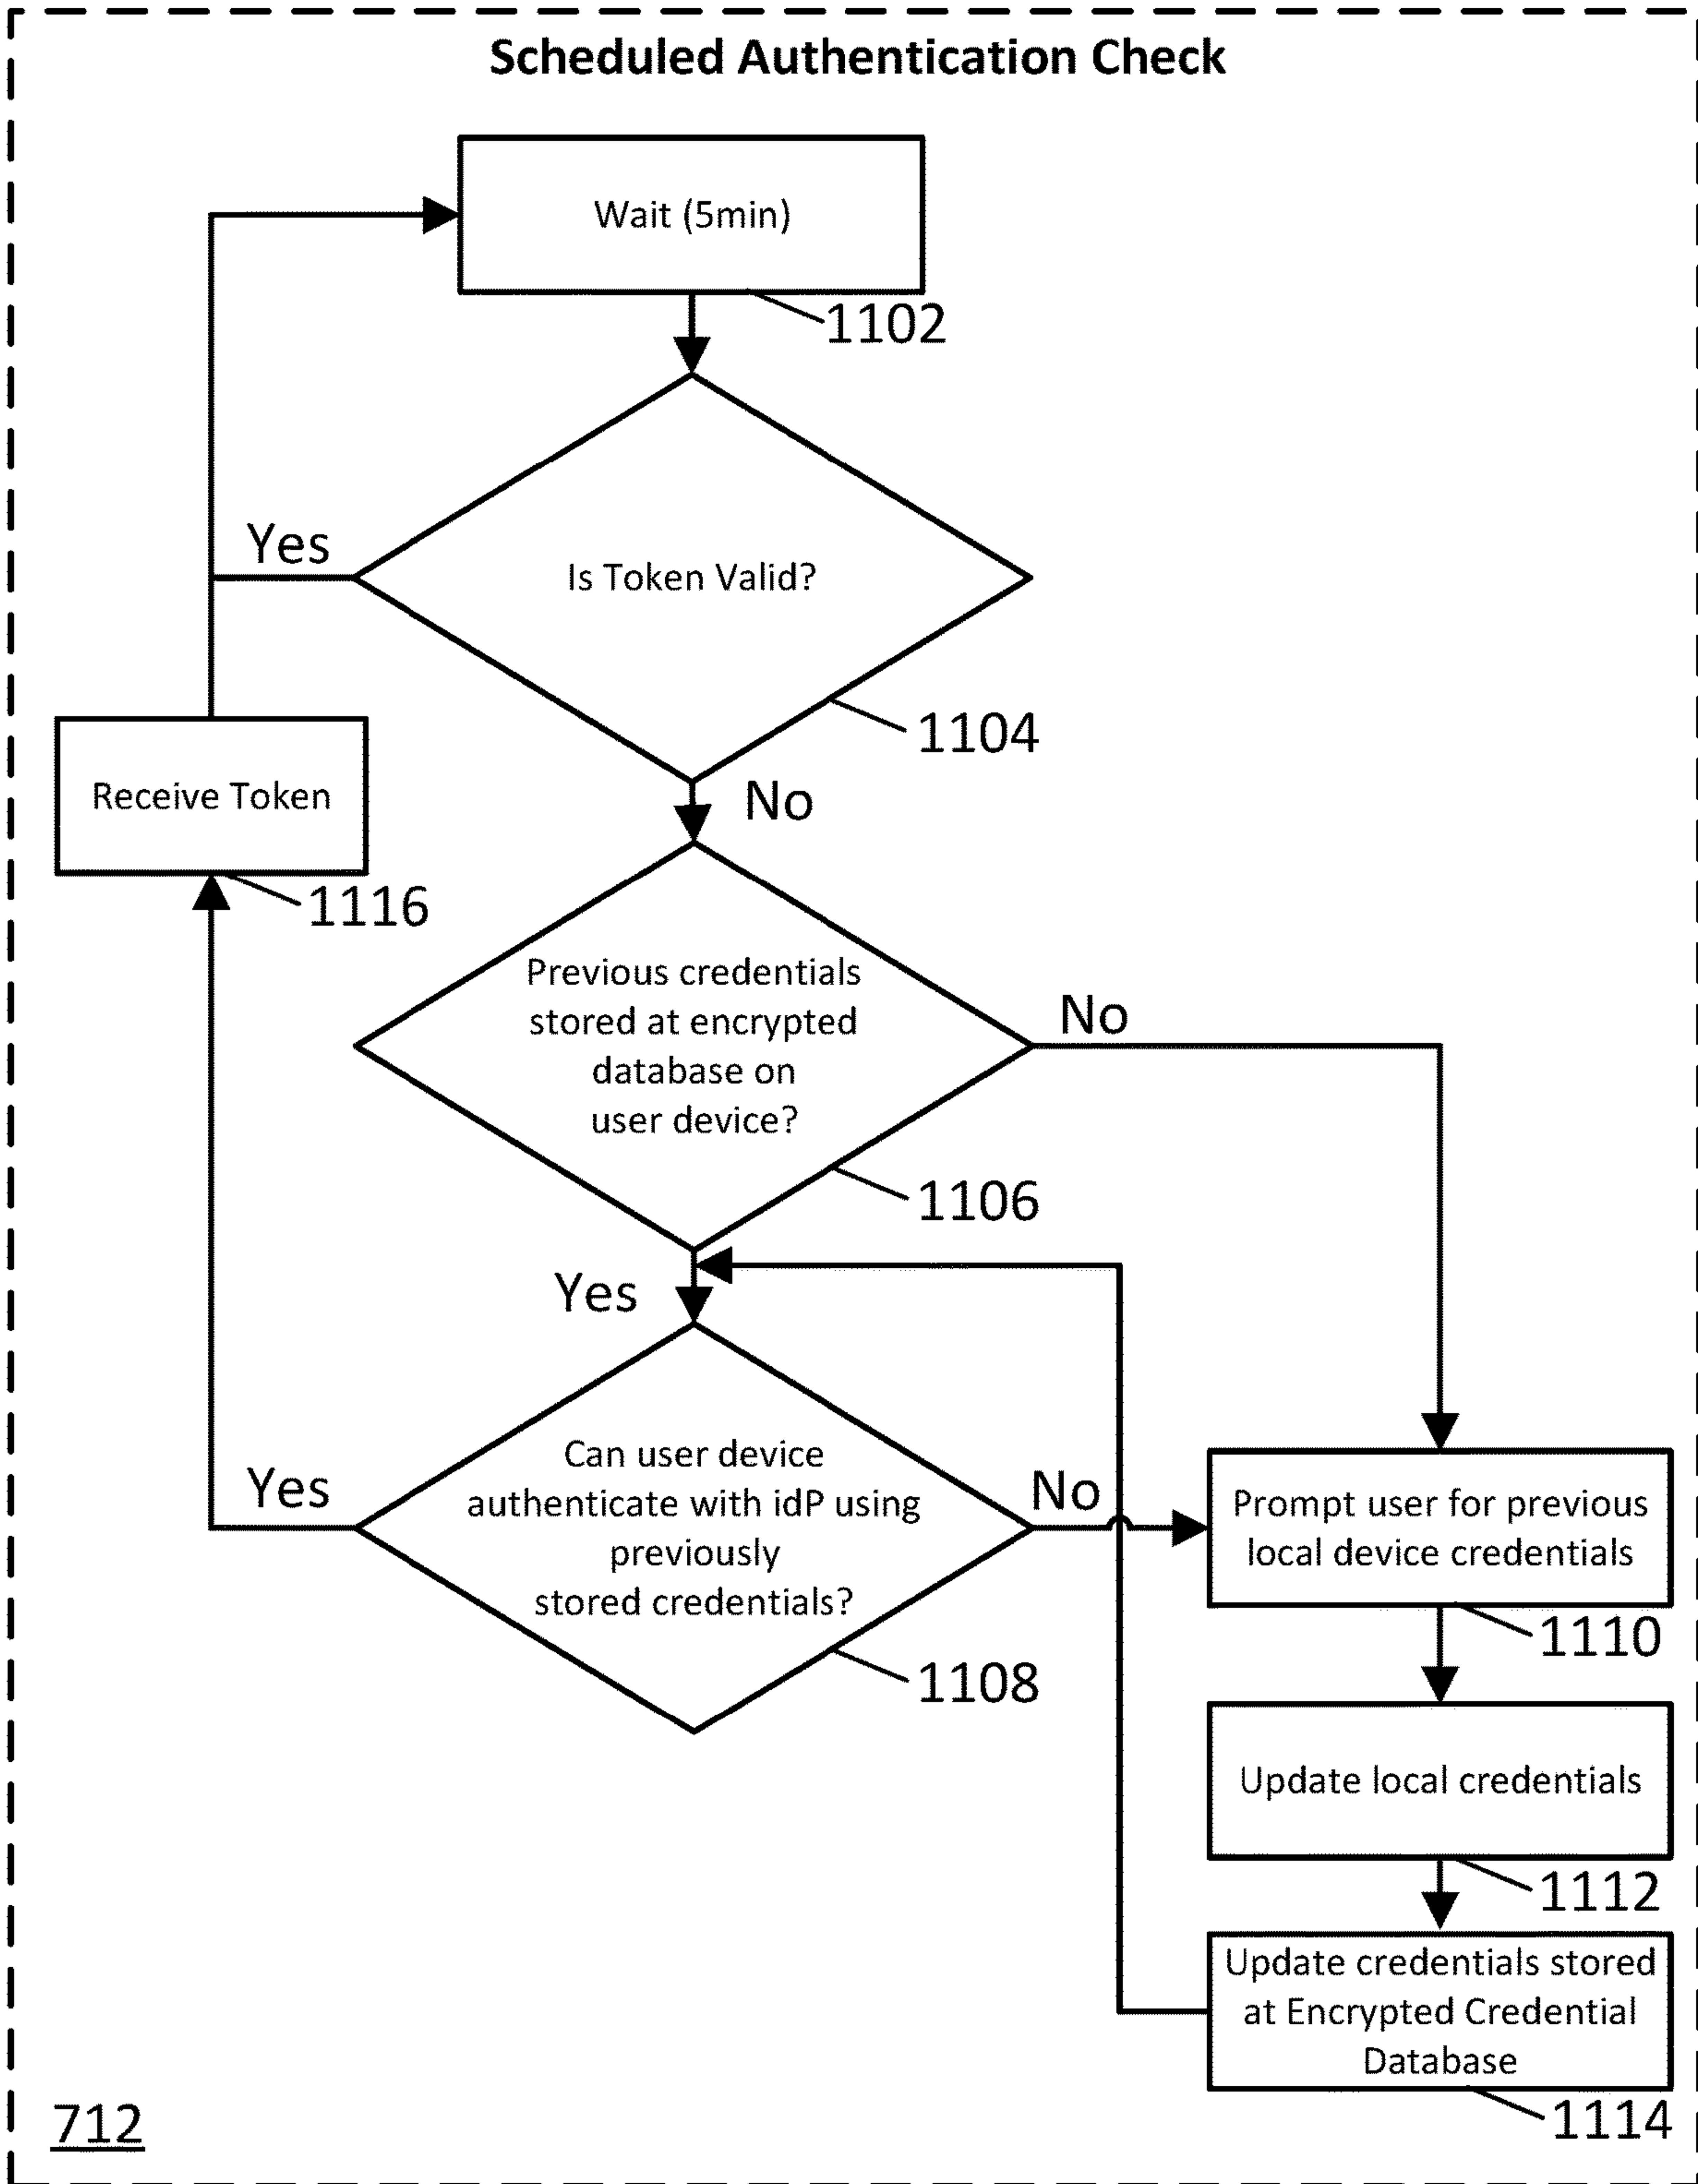 Scheduled Authentication Check
Wait (5min)
1102
Yes
Is Token Valid?
1104
No
Receive Token
1116
Previous credentials
stored at encrypted
database on
user device?
No
1106
Yes
Can user device
authenticate with idP using
previously
stored credentials?
Yes
No
1108
Prompt user for previous
local device credentials
1110
Update local credentials
1112
Update credentials stored
at Encrypted Credential
Database
1114
712